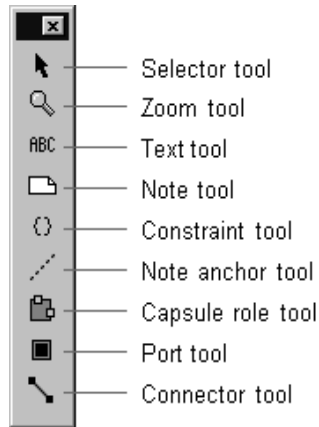 Selector tool
Zoom tool
ABC Text tool
Note tool
{} Constraint tool
Note anchor tool
Capsule role tool
Port tool
Connector tool